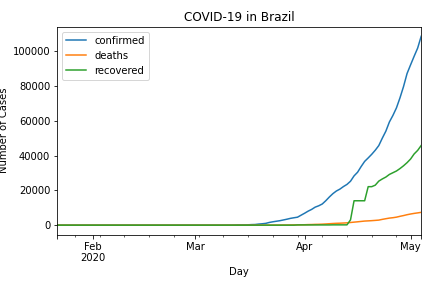 COVID-19 in Brazil
confirmed
deaths
recovered
Number of Cases
100000
80000
60000
40000
20000
0
Feb
2020
Mar
Apr
May
Day